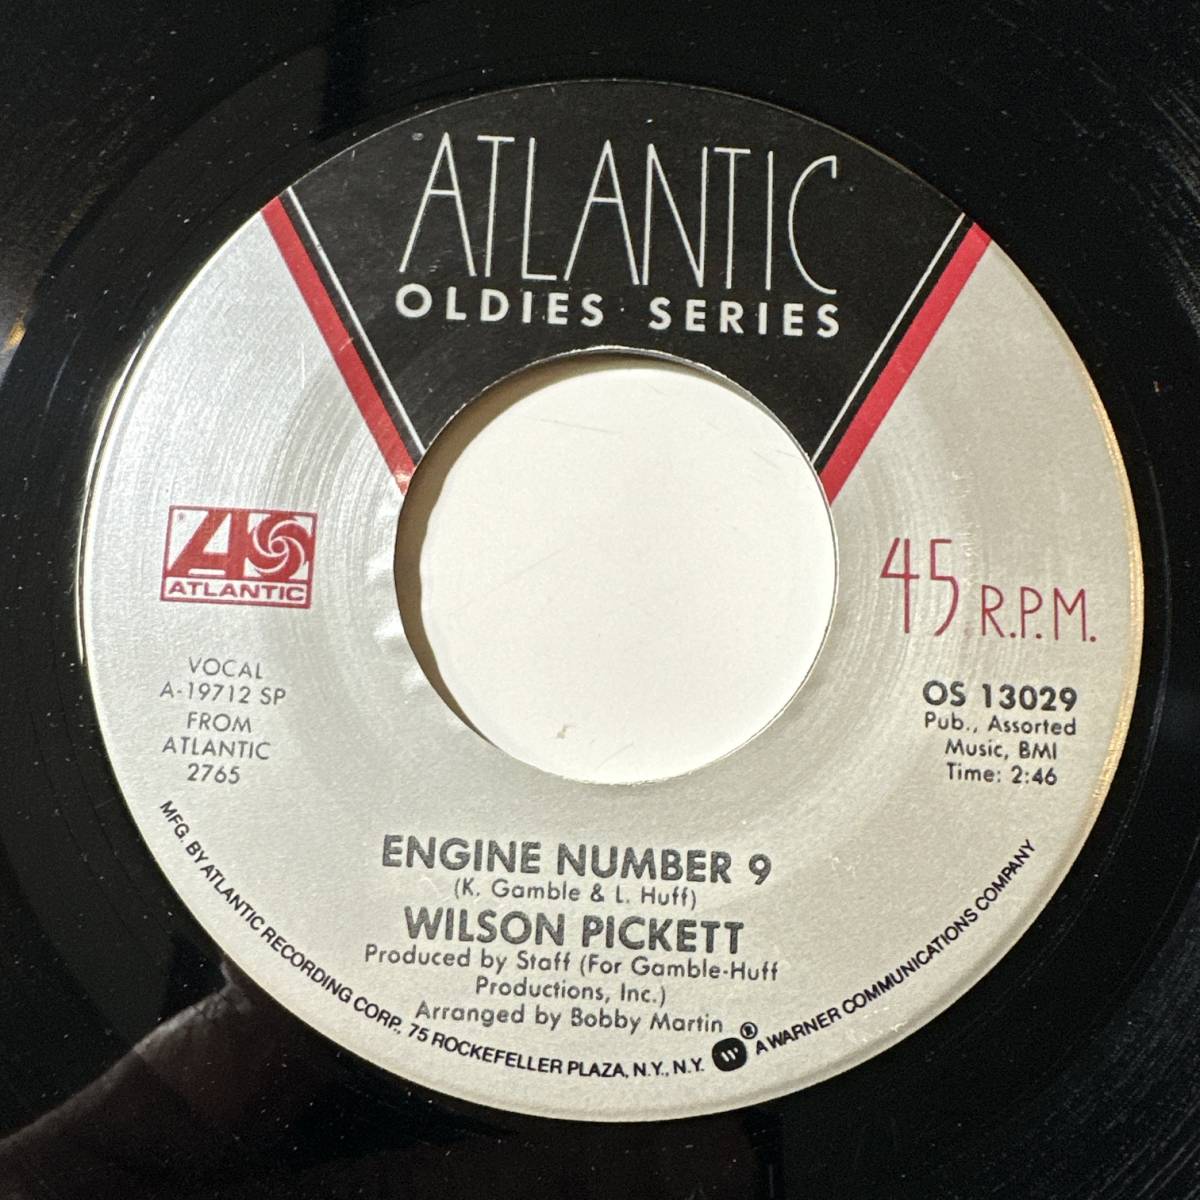 ATLANTIC
OLDIES SERIES
ATLANTIC
45 R.P.M.
VOCAL
A-19712 SP
FROM
ATLANTIC
2765
OS 13029
Pub., Assorted
Music, BMI
Time: 2:46
ENGINE NUMBER 9
(K. Gamble & L. Huff)
WILSON PICKETT
Produced by Staff (For Gamble-Huff
Productions, Inc.)
Arranged by Bobby Martin
MFG. BY ATLANTIC RECORDING CORP., 75 ROCKEFELLER PLAZA, N.Y., N.Y. ® A WARNER COMMUNICATIONS COMPANY